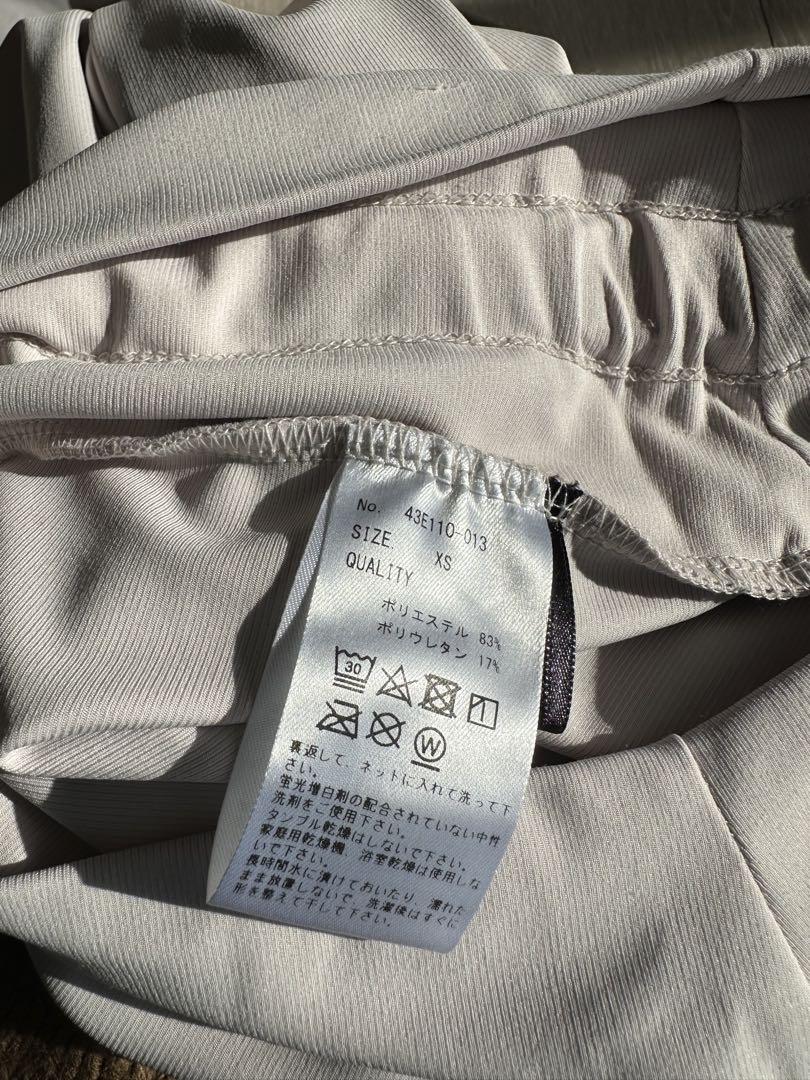 No. 43E110-013
SIZE. XS
QUALITY
ポリエステル 83%
ポリウレタン 17%
30
W
裏返して、ネットに入れて洗って下
さい。
蛍光増白剤の配合されていない中性
洗剤をご使用下さい。
タンブル乾燥はしないで下さい。
家庭用乾燥機、浴室乾燥は使用しな
いで下さい。
長時間水に漬けておいたり、濡れた
まま放置しないで、洗濯後はすぐに
形を整えて干して下さい。